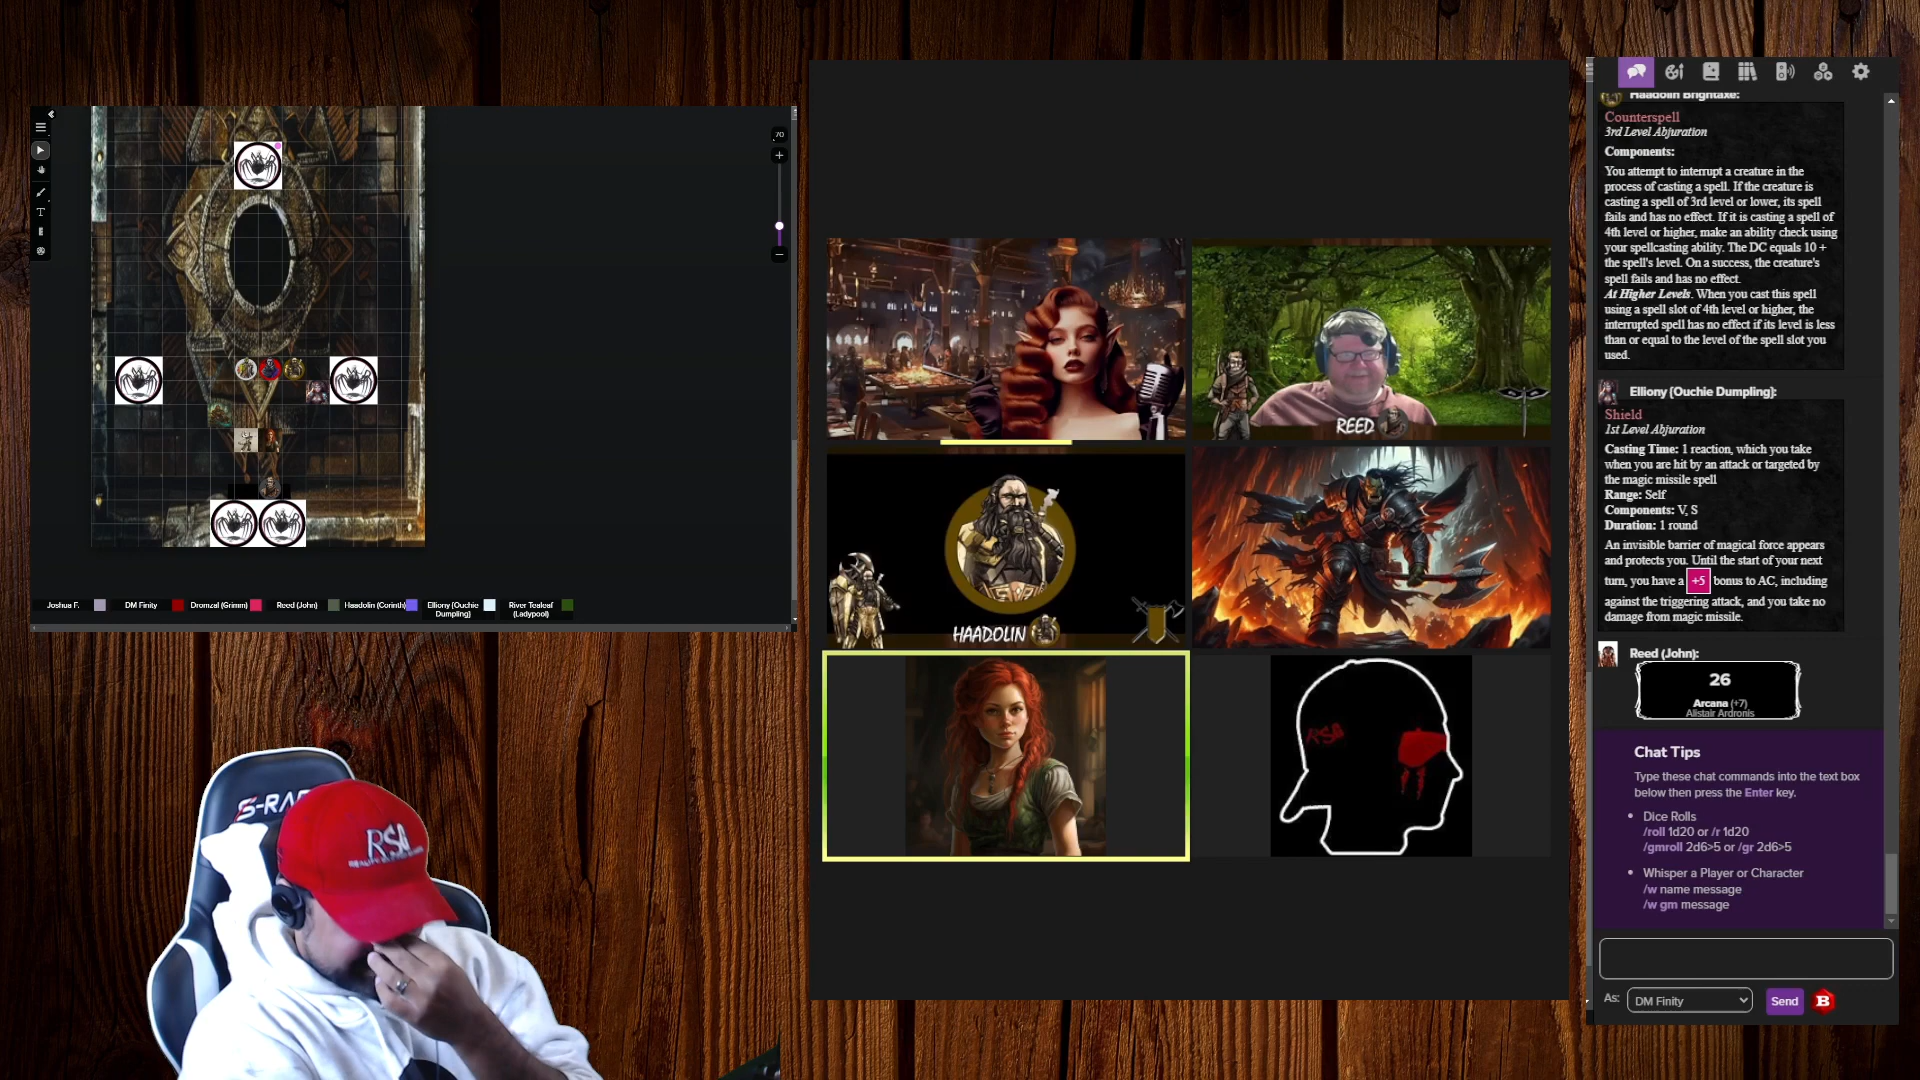 70
Joshua F.
DM Finity
Dromzal (Grimm)
Reed (John)
Haadolin (Corinth)
Elliony (Ouchie
Dumpling)
River Tealeaf
(Ladypool)
REED
HAADOLIN
RSG
RSG
Haadolin Brightaxe:
Counterspell
3rd Level Abjuration
Components:
You attempt to interrupt a creature in the
process of casting a spell. If the creature is
casting a spell of 3rd level or lower, its spell
fails and has no effect. If it is casting a spell of
4th level or higher, make an ability check using
your spellcasting ability. The DC equals 10 +
the spell's level. On a success, the creature's
spell fails and has no effect.
At Higher Levels. When you cast this spell
using a spell slot of 4th level or higher, the
interrupted spell has no effect if its level is less
than or equal to the level of the spell slot you
used.
Elliony (Ouchie Dumpling):
Shield
1st Level Abjuration
Casting Time: 1 reaction, which you take
when you are hit by an attack or targeted by
the magic missile spell
Range: Self
Components: V, S
Duration: 1 round
An invisible barrier of magical force appears
and protects you. Until the start of your next
turn, you have a +5 bonus to AC, including
against the triggering attack, and you take no
damage from magic missile.
Reed (John):
26
Arcana (+7)
Alistair Ardronis
Chat Tips
Type these chat commands into the text box
below then press the Enter key.
Dice Rolls
/roll 1d20 or /r 1d20
/gmroll 2d6>5 or /gr 2d6>5
Whisper a Player or Character
/w name message
/w gm message
As:
DM Finity
Send
B